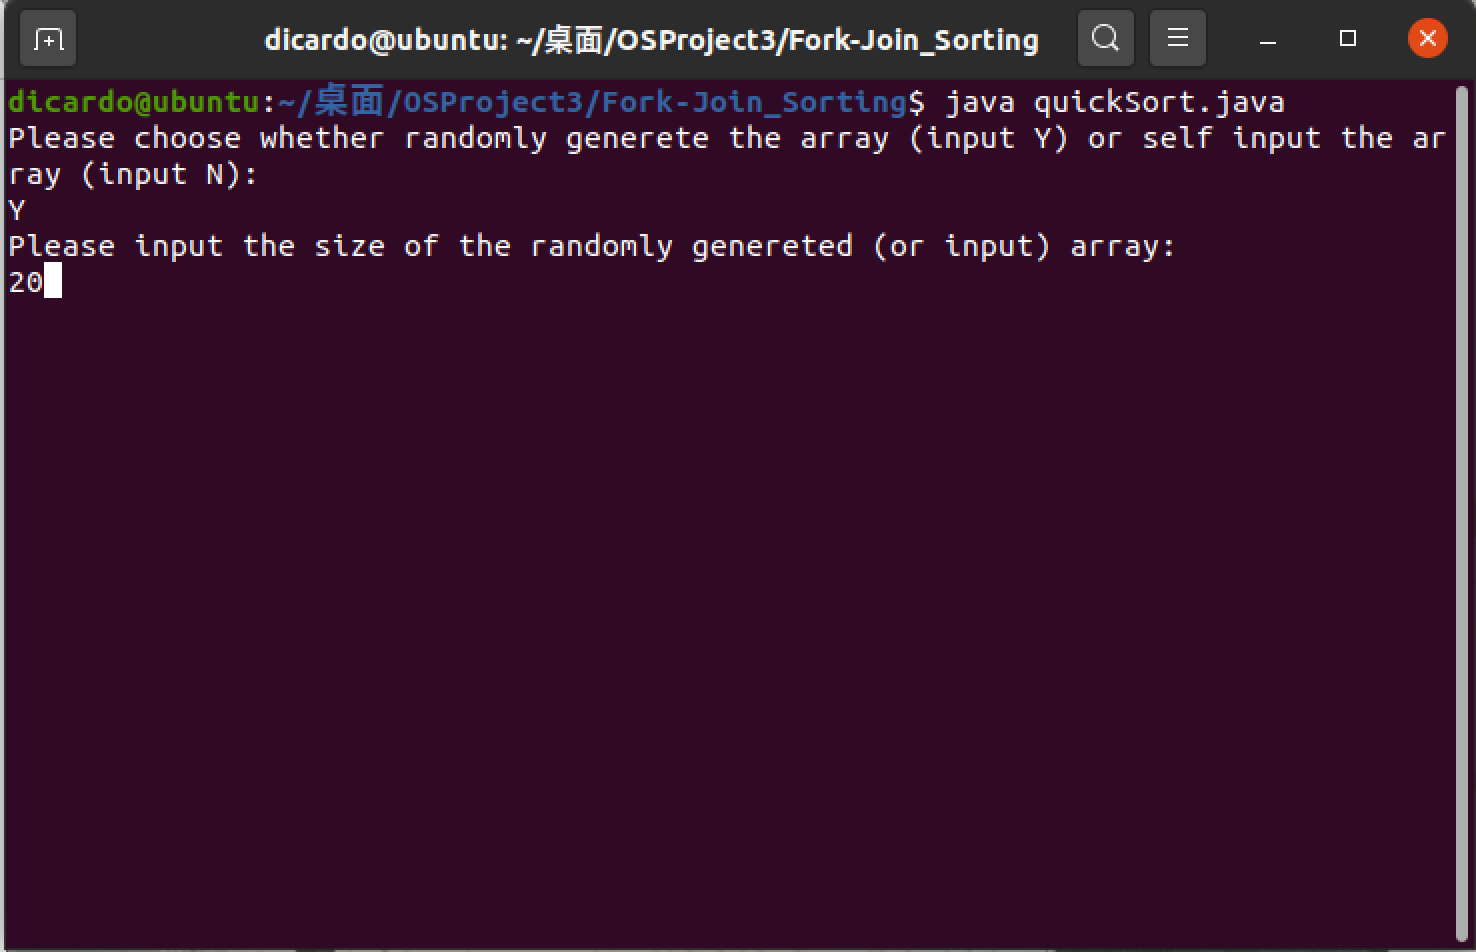 dicardo@ubuntu: ~/桌面/OSProject3/Fork-Join_Sorting
dicardo@ubuntu:~/桌面/OSProject3/Fork-Join_Sorting$ java quickSort.java
Please choose whether randomly generete the array (input Y) or self input the ar
ray (input N):
Y
Please input the size of the randomly genereted (or input) array:
20